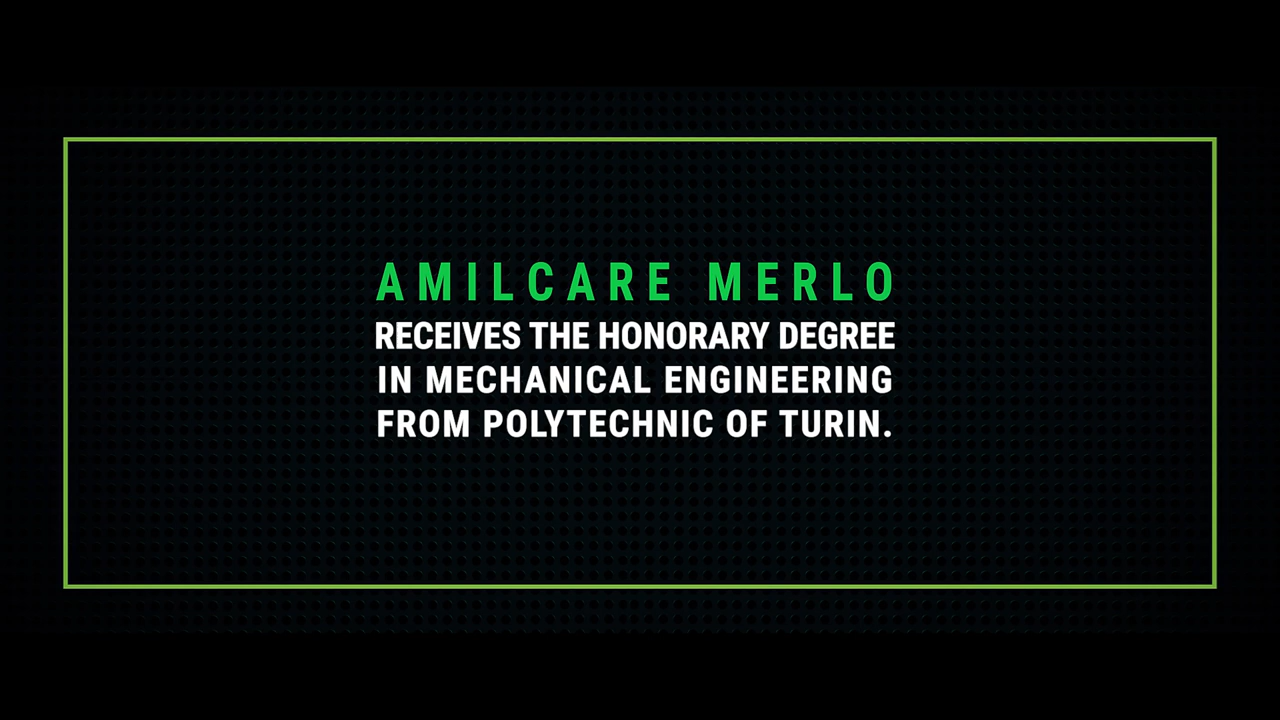 AMILCARE MERLO
RECEIVES THE HONORARY DEGREE
IN MECHANICAL ENGINEERING
FROM POLYTECHNIC OF TURIN.